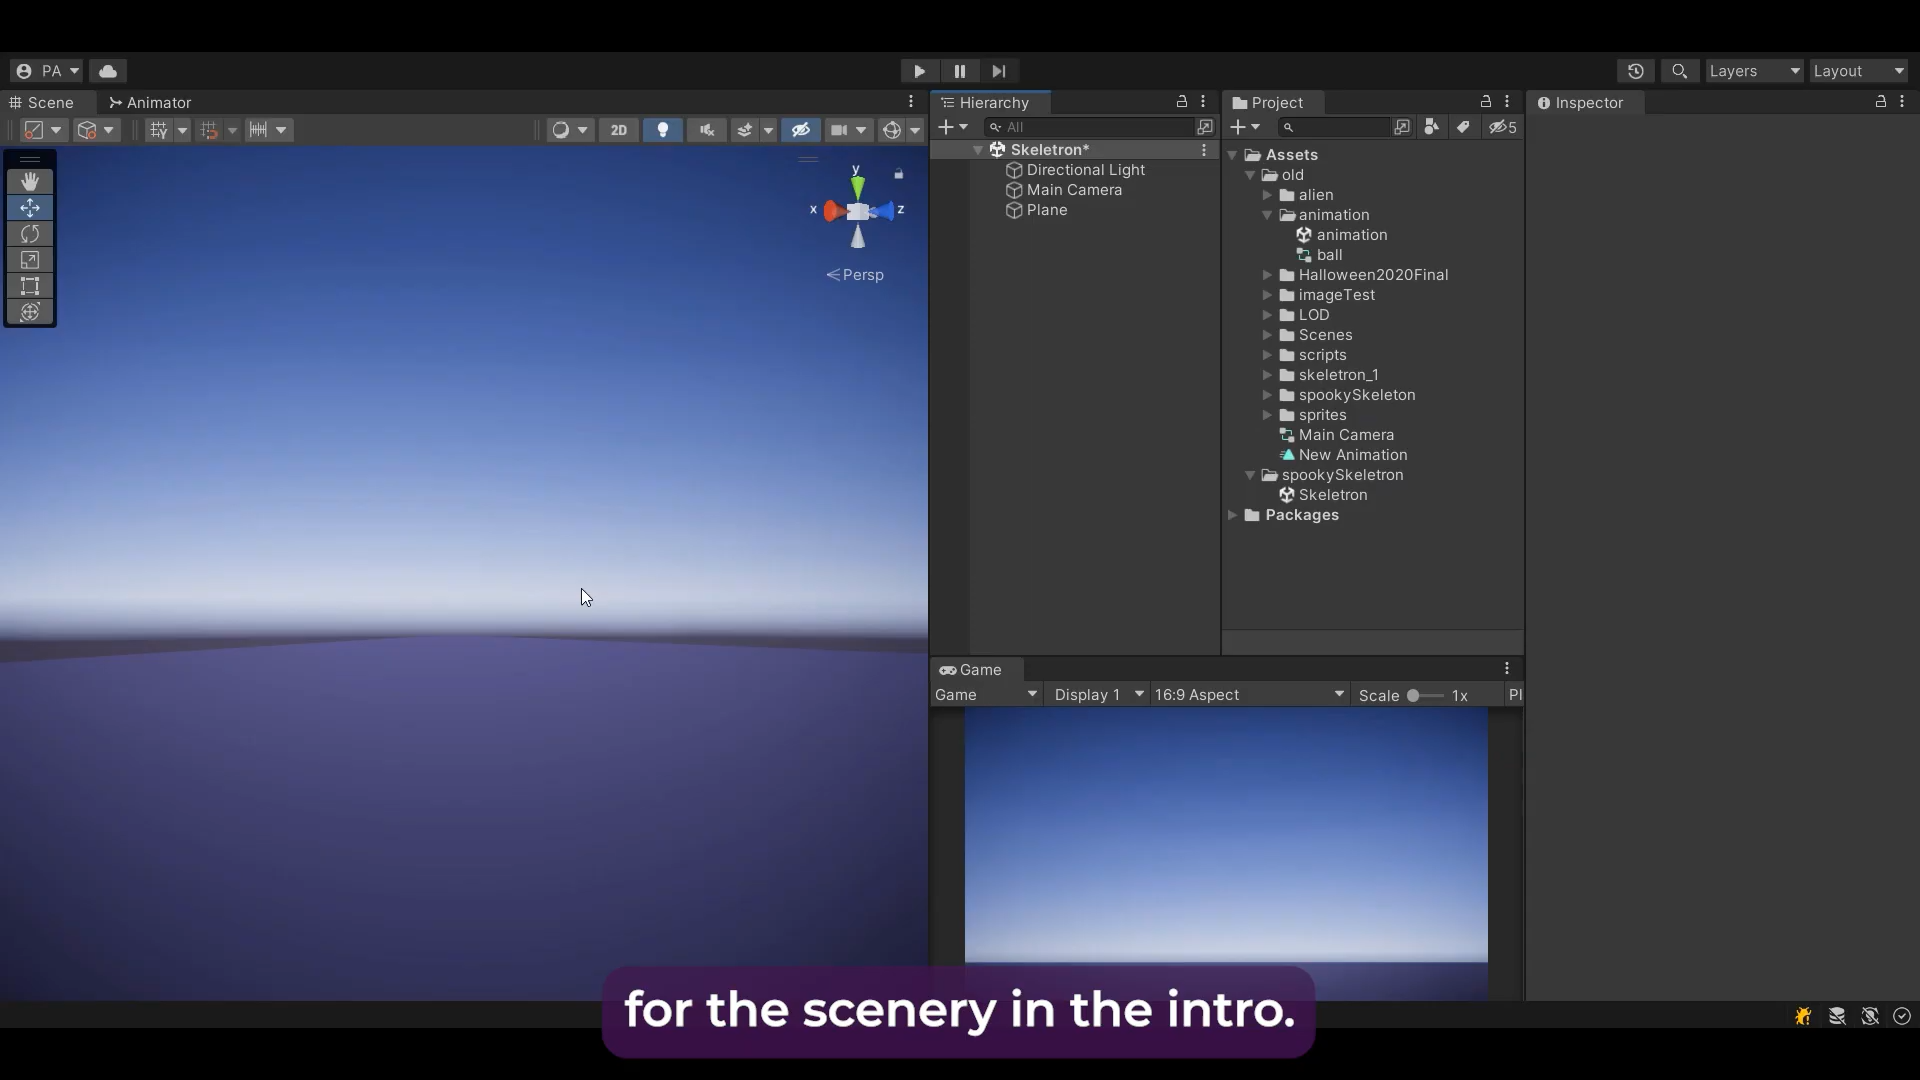 PA
Layers
Layout
Scene
Animator
2D
y
x
z
Persp
Hierarchy
All
Skeletron*
Directional Light
Main Camera
Plane
Project
5
Assets
old
alien
animation
animation
ball
Halloween2020Final
imageTest
LOD
Scenes
scripts
skeletron_1
spookySkeleton
sprites
Main Camera
New Animation
spookySkeletron
Skeletron
Packages
Inspector
Game
Game
Display 1
16:9 Aspect
Scale
1x
Pl
for the scenery in the intro.